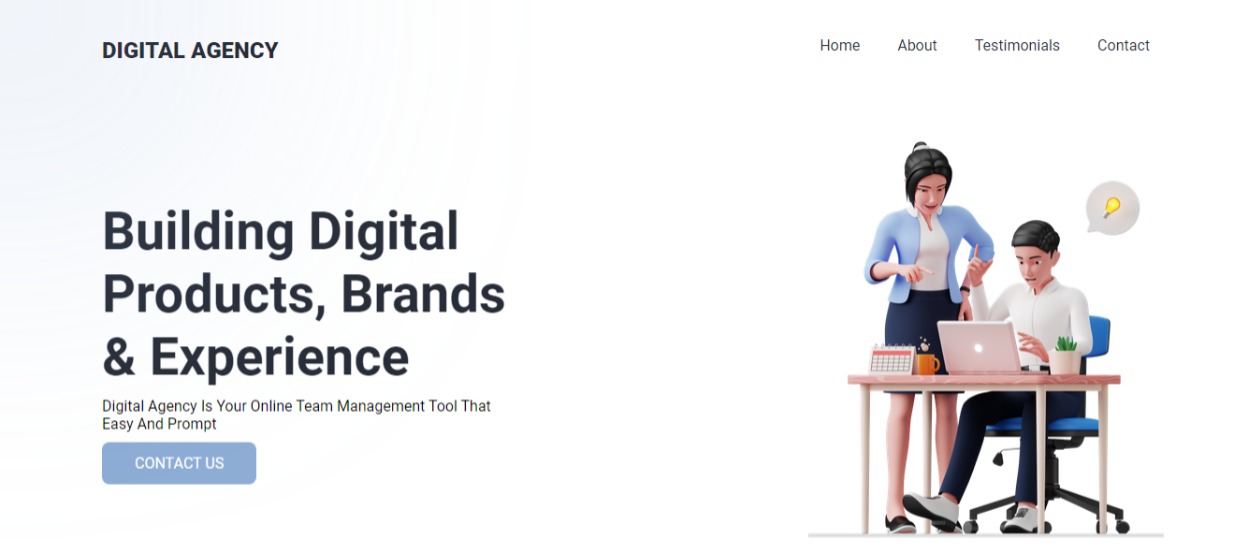 DIGITAL AGENCY
Home About Testimonials Contact
Building Digital
Products, Brands
& Experience
Digital Agency Is Your Online Team Management Tool That
Easy And Prompt
CONTACT US